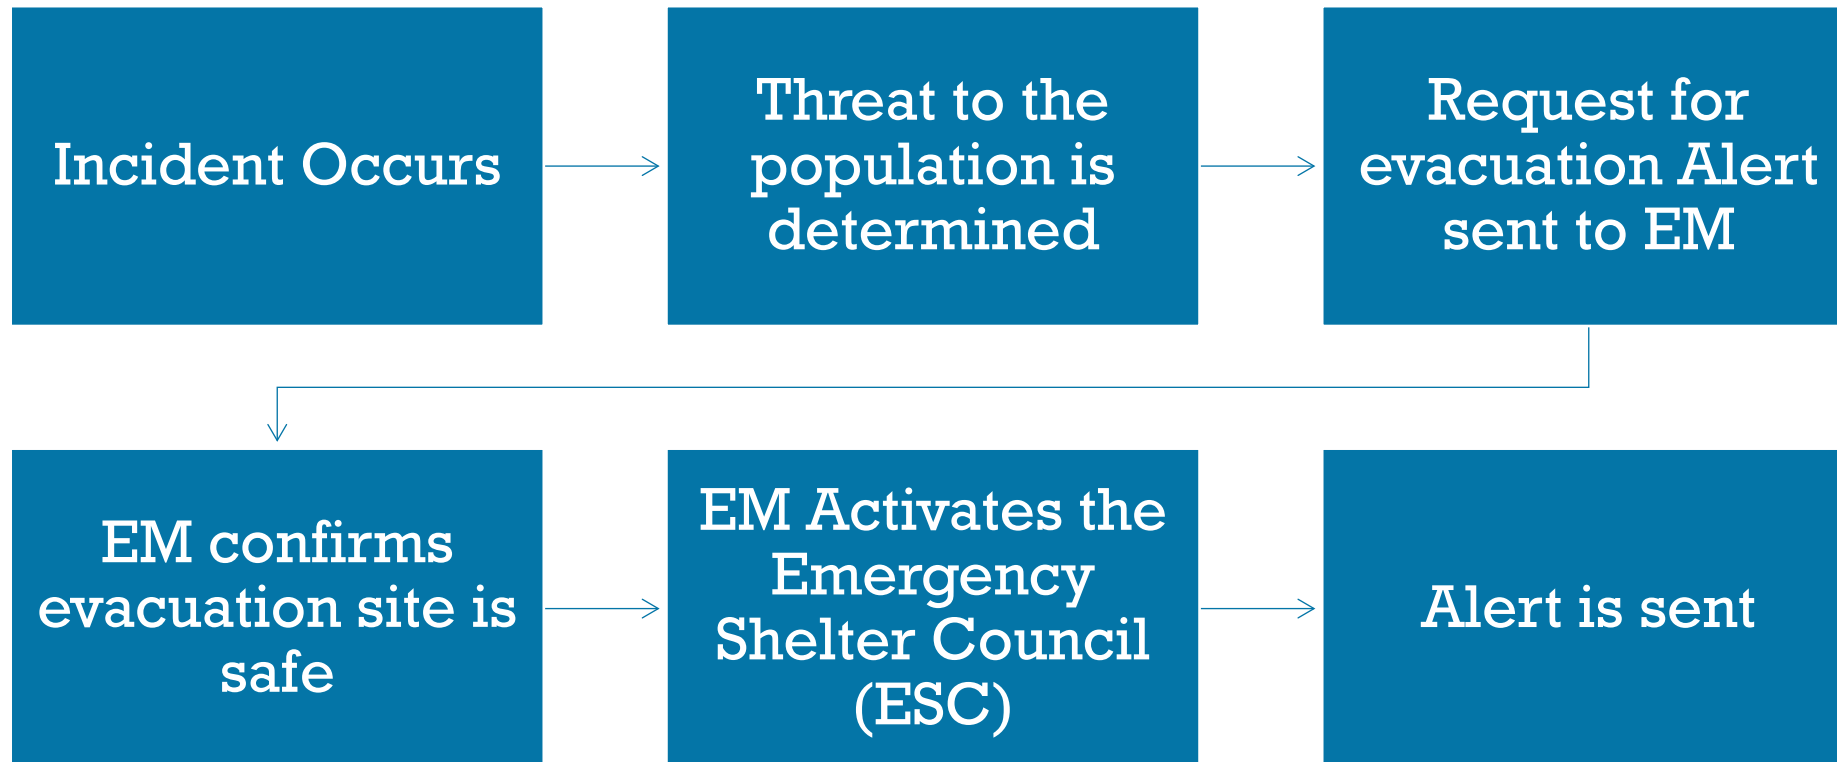 Incident Occurs
Threat to the
population is
determined
Request for
evacuation Alert
sent to EM
EM confirms
evacuation site is
safe
EM Activates the
Emergency
Shelter Council
(ESC)
Alert is sent